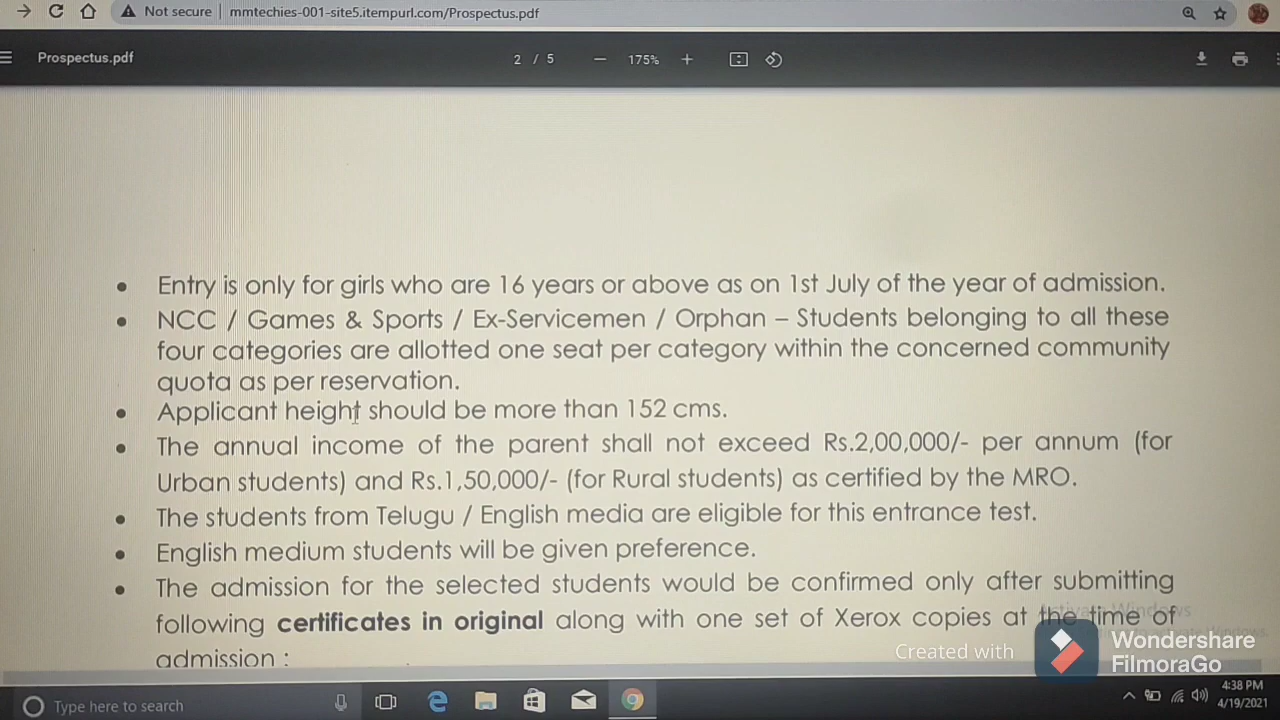 Not secure
mmtechies-001-site5.itempurl.com/Prospectus.pdf
Prospectus.pdf
2 / 5
175%
• Entry is only for girls who are 16 years or above as on 1st July of the year of admission.
• NCC / Games & Sports / Ex-Servicemen / Orphan – Students belonging to all these
four categories are allotted one seat per category within the concerned community
quota as per reservation.
• Applicant height should be more than 152 cms.
• The annual income of the parent shall not exceed Rs.2,00,000/- per annum (for
Urban students) and Rs.1,50,000/- (for Rural students) as certified by the MRO.
• The students from Telugu / English media are eligible for this entrance test.
• English medium students will be given preference.
• The admission for the selected students would be confirmed only after submitting
following certificates in original along with one set of Xerox copies at the time of
admission :
Activate Windows
Created with
Wondershare
FilmoraGo
Type here to search
4:38 PM
4/19/2021